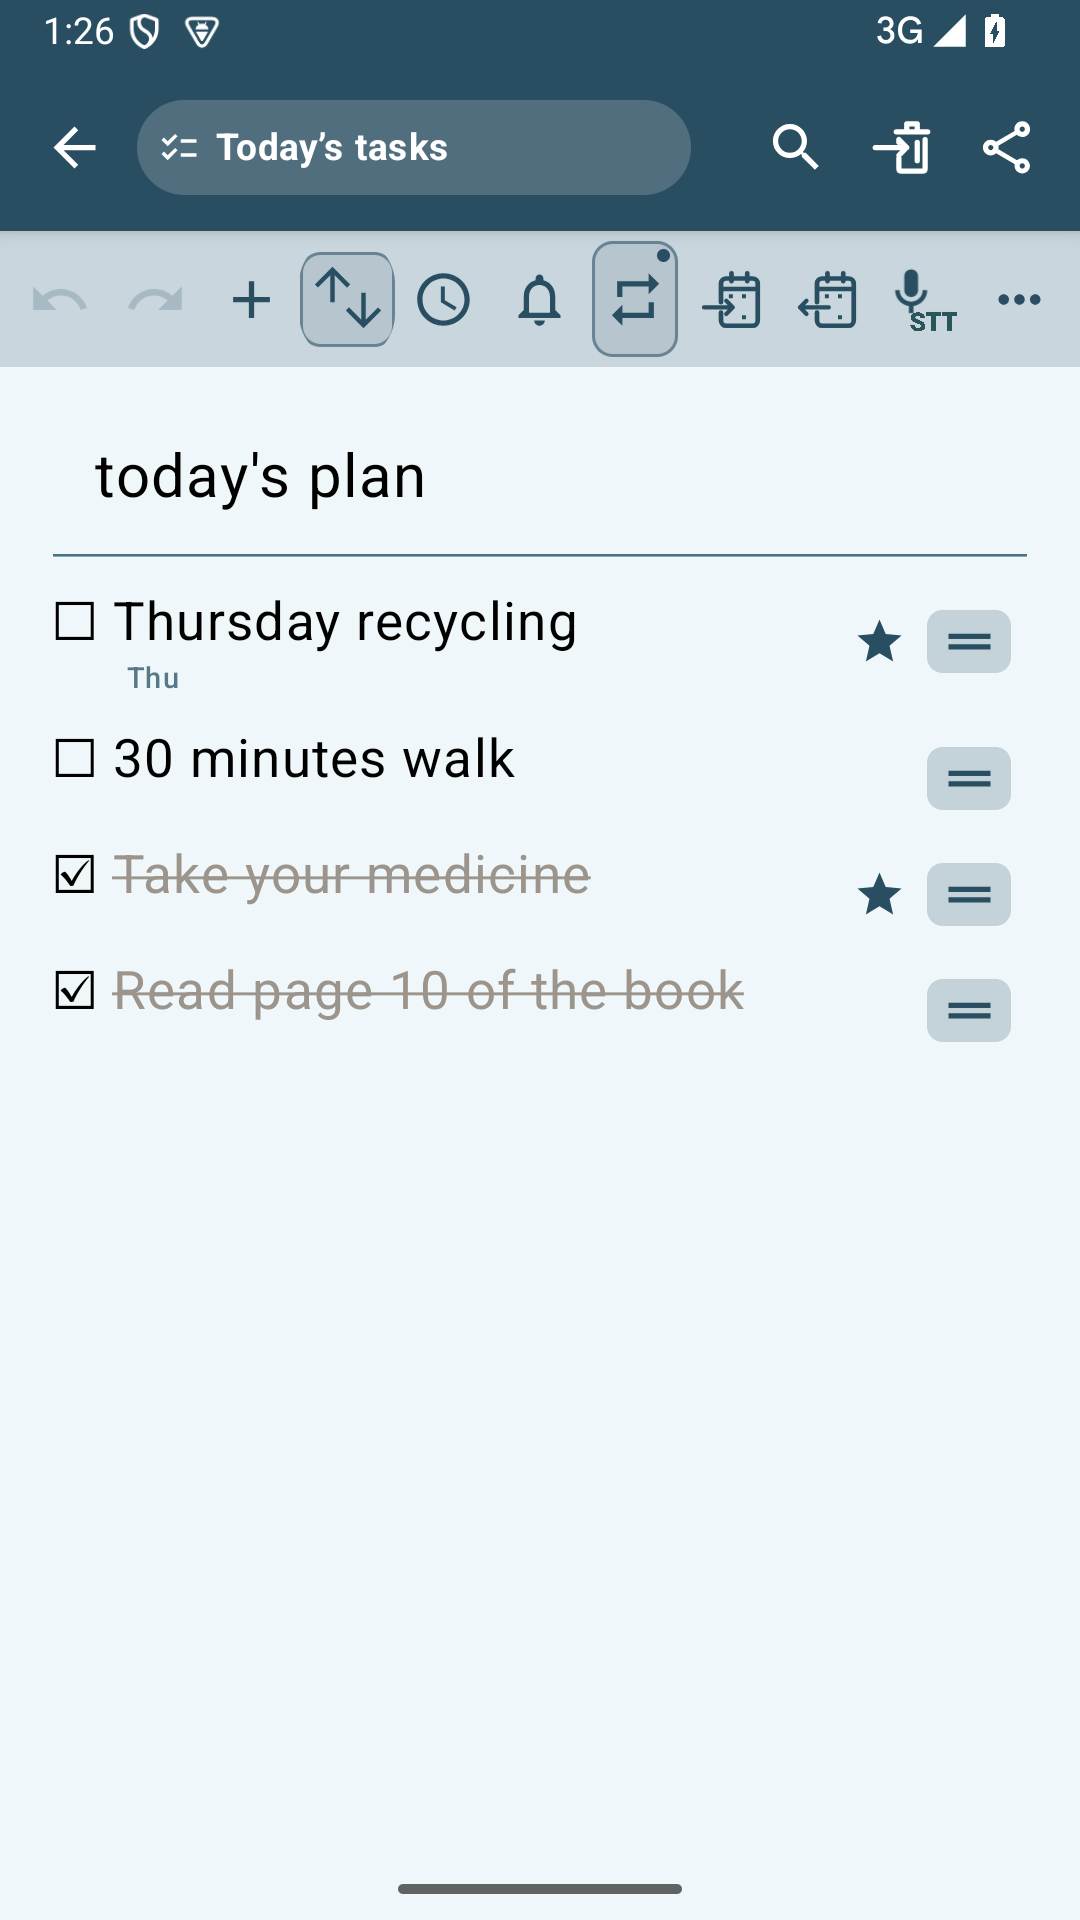 1:26
3G
Today’s tasks
STT
today's plan
Thursday recycling
Thu
30 minutes walk
Take your medicine
Read page 10 of the book